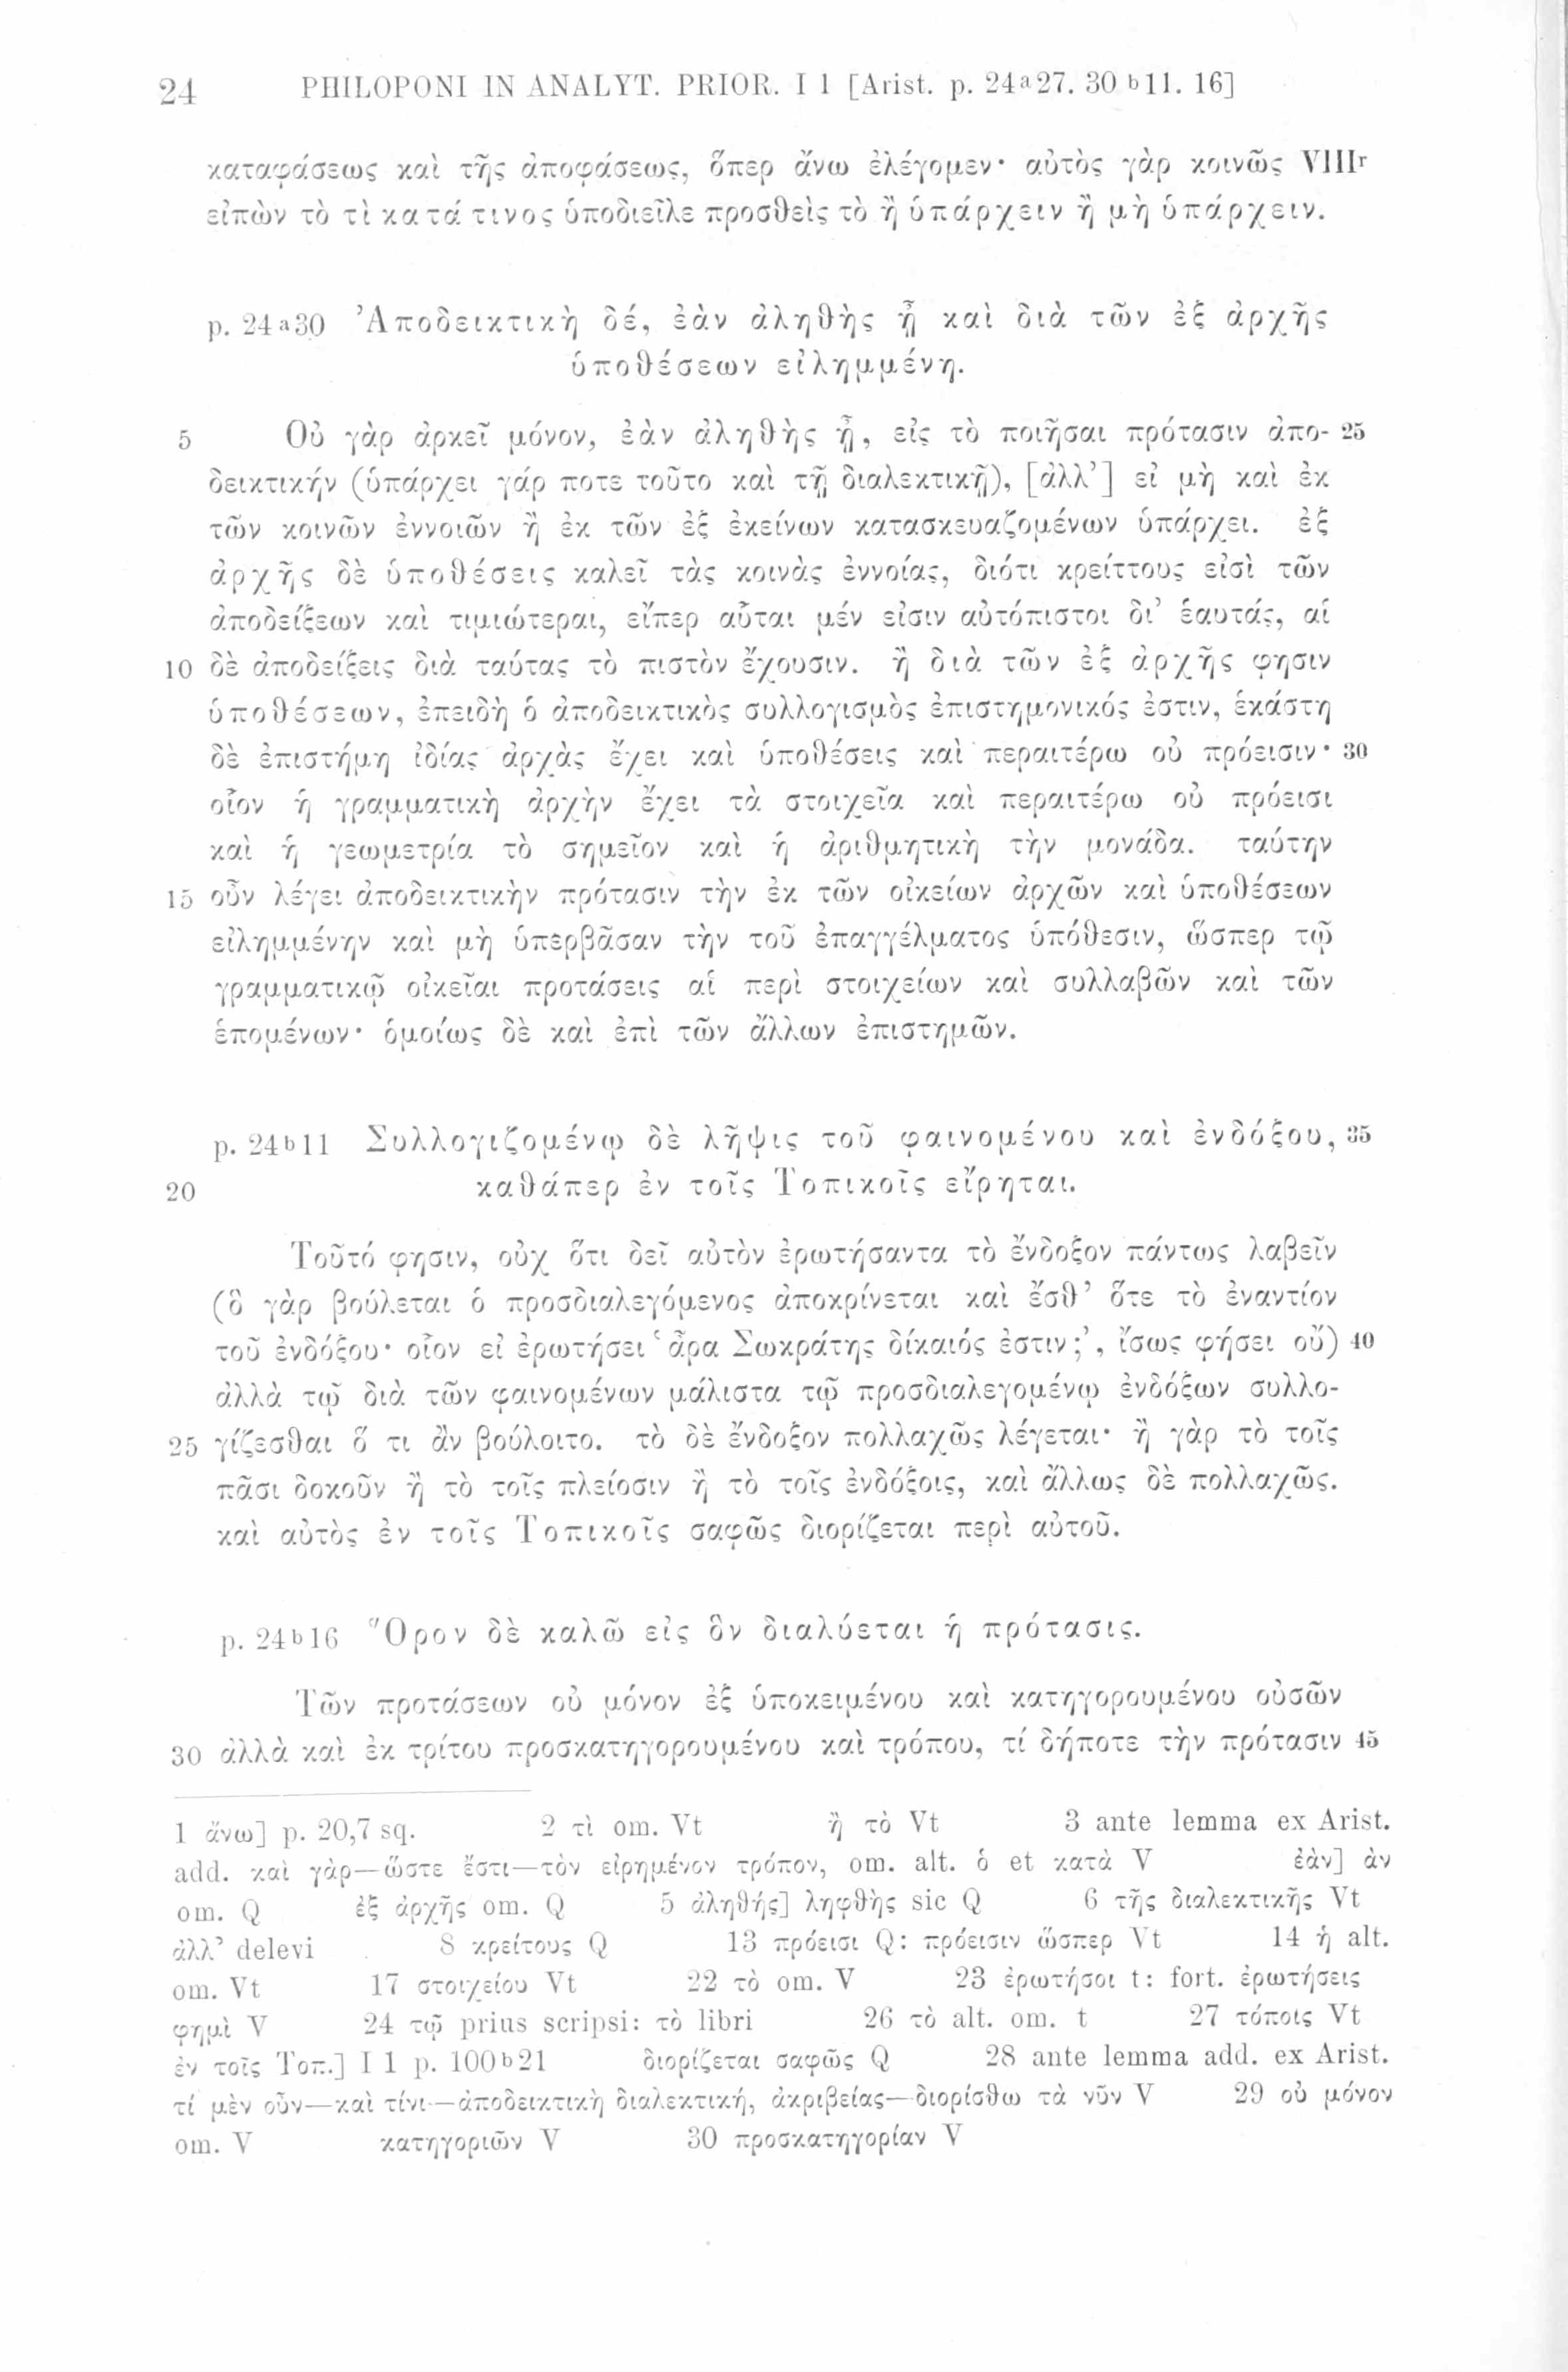 24 PHILOPONI IN ANALYT. PRIOR. I 1 [Arist. p. 24a27. 30 b11. 16]
καταφάσεως καὶ τῆς ἀποφάσεως, ὅπερ ἄνω ἐλέγομεν· αὐτὸς γὰρ κοινῶς VIIIr
εἰπὼν τὸ τὶ κατά τινος ὑποδιεῖλε προσθεὶς τὸ ἢ ὑπάρχειν ἢ μὴ ὑπάρχειν.
p. 24a30 Ἀποδεικτικὴ δέ, ἐὰν ἀληθὴς ᾖ καὶ διὰ τῶν ἐξ ἀρχῆς
ὑποθέσεων εἰλημμένη.
5 Οὐ γὰρ ἀρκεῖ μόνον, ἐὰν ἀληθὴς ᾖ, εἰς τὸ ποιῆσαι πρότασιν ἀπο- 25
δεικτικήν (ὑπάρχει γάρ ποτε τοῦτο καὶ τῇ διαλεκτικῇ), [ἀλλ’] εἰ μὴ καὶ ἐκ
τῶν κοινῶν ἐννοιῶν ἢ ἐκ τῶν ἐξ ἐκείνων κατασκευαζομένων ὑπάρχει. ἐξ
ἀρχῆς δὲ ὑποθέσεις καλεῖ τὰς κοινὰς ἐννοίας, διότι κρείττους εἰσὶ τῶν
ἀποδείξεων καὶ τιμιώτεραι, εἴπερ αὗται μέν εἰσιν αὐτόπιστοι δι’ ἑαυτάς, αἱ
10 δὲ ἀποδείξεις διὰ ταύτας τὸ πιστὸν ἔχουσιν. ἢ διὰ τῶν ἐξ ἀρχῆς φησιν
ὑποθέσεων, ἐπειδὴ ὁ ἀποδεικτικὸς συλλογισμὸς ἐπιστημονικός ἐστιν, ἑκάστη
δὲ ἐπιστήμη ἰδίας ἀρχὰς ἔχει καὶ ὑποθέσεις καὶ περαιτέρω οὐ πρόεισιν· 30
οἷον ἡ γραμματικὴ ἀρχὴν ἔχει τὰ στοιχεῖα καὶ περαιτέρω οὐ πρόεισι
καὶ ἡ γεωμετρία τὸ σημεῖον καὶ ἡ ἀριθμητικὴ τὴν μονάδα. ταύτην
15 οὖν λέγει ἀποδεικτικὴν πρότασιν τὴν ἐκ τῶν οἰκείων ἀρχῶν καὶ ὑποθέσεων
εἰλημμένην καὶ μὴ ὑπερβᾶσαν τὴν τοῦ ἐπαγγέλματος ὑπόθεσιν, ὥσπερ τῷ
γραμματικῷ οἰκεῖαι προτάσεις αἱ περὶ στοιχείων καὶ συλλαβῶν καὶ τῶν
ἑπομένων· ὁμοίως δὲ καὶ ἐπὶ τῶν ἄλλων ἐπιστημῶν.
p. 24b11 Συλλογιζομένῳ δὲ λῆψις τοῦ φαινομένου καὶ ἐνδόξου, 35
20 καθάπερ ἐν τοῖς Τοπικοῖς εἴρηται.
Τοῦτό φησιν, οὐχ ὅτι δεῖ αὐτὸν ἐρωτήσαντα τὸ ἔνδοξον πάντως λαβεῖν
(ὃ γὰρ βούλεται ὁ προσδιαλεγόμενος ἀποκρίνεται καὶ ἔσθ’ ὅτε τὸ ἐναντίον
τοῦ ἐνδόξου· οἷον εἰ ἐρωτήσει ‘ἆρα Σωκράτης δίκαιός ἐστιν;’, ἴσως φήσει οὔ) 40
ἀλλὰ τῷ διὰ τῶν φαινομένων μάλιστα τῷ προσδιαλεγομένῳ ἐνδόξων συλλο-
25 γίζεσθαι ὅ τι ἂν βούλοιτο. τὸ δὲ ἔνδοξον πολλαχῶς λέγεται· ἢ γὰρ τὸ τοῖς
πᾶσι δοκοῦν ἢ τὸ τοῖς πλείοσιν ἢ τὸ τοῖς ἐνδόξοις, καὶ ἄλλως δὲ πολλαχῶς.
καὶ αὐτὸς ἐν τοῖς Τοπικοῖς σαφῶς διορίζεται περὶ αὐτοῦ.
p. 24b16 Ὅρον δὲ καλῶ εἰς ὃν διαλύεται ἡ πρότασις.
Τῶν προτάσεων οὐ μόνον ἐξ ὑποκειμένου καὶ κατηγορουμένου οὐσῶν
30 ἀλλὰ καὶ ἐκ τρίτου προσκατηγορουμένου καὶ τρόπου, τί δήποτε τὴν πρότασιν 45
1 ἄνω] p. 20,7 sq. 2 τὶ om. Vt ἢ τὸ Vt 3 ante lemma ex Arist.
add. καὶ γὰρ—ὥστε ἔστι—τὸν εἰρημένον τρόπον, om. alt. ὁ et κατὰ V ἐὰν] ἀν
om. Q ἐξ ἀρχῆς om. Q 5 ἀληθής] ληφθὴς sic Q 6 τῆς διαλεκτικῆς Vt
ἀλλ’ delevi 8 κρείτους Q 13 πρόεισι Q: πρόεισιν ὥσπερ Vt 14 ἡ alt.
om. Vt 17 στοιχείου Vt 22 τὸ om. V 23 ἐρωτήσοι t: fort. ἐρωτήσεις
φημὶ V 24 τῷ prius scripsi: τὸ libri 26 τὸ alt. om. t 27 τόποις Vt
ἐν τοῖς Τοπ.] I 1 p. 100b21 διορίζεται σαφῶς Q 28 ante lemma add. ex Arist.
τί μὲν οὖν—καὶ τίνι—ἀποδεικτικὴ διαλεκτική, ἀκριβείας—διορίσθω τὰ νῦν V 29 οὐ μόνον
om. V κατηγοριῶν V 30 προσκατηγορίαν V